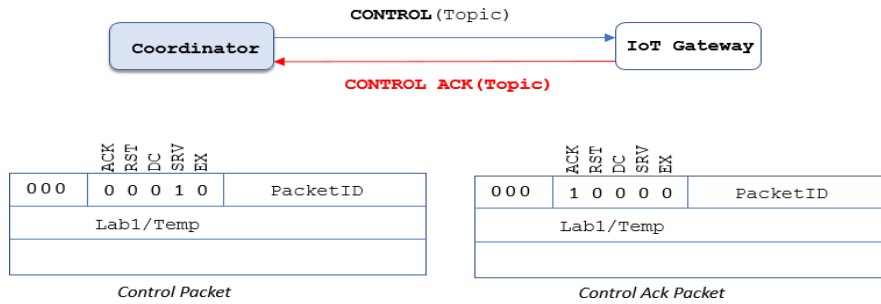 CONTROL(Topic)
Coordinator
IoT Gateway
CONTROL ACK(Topic)
ACK RST DC SRV EX
000 0 0 0 1 0 PacketID
Lab1/Temp
Control Packet
ACK RST DC SRV EX
000 1 0 0 0 0 PacketID
Lab1/Temp
Control Ack Packet